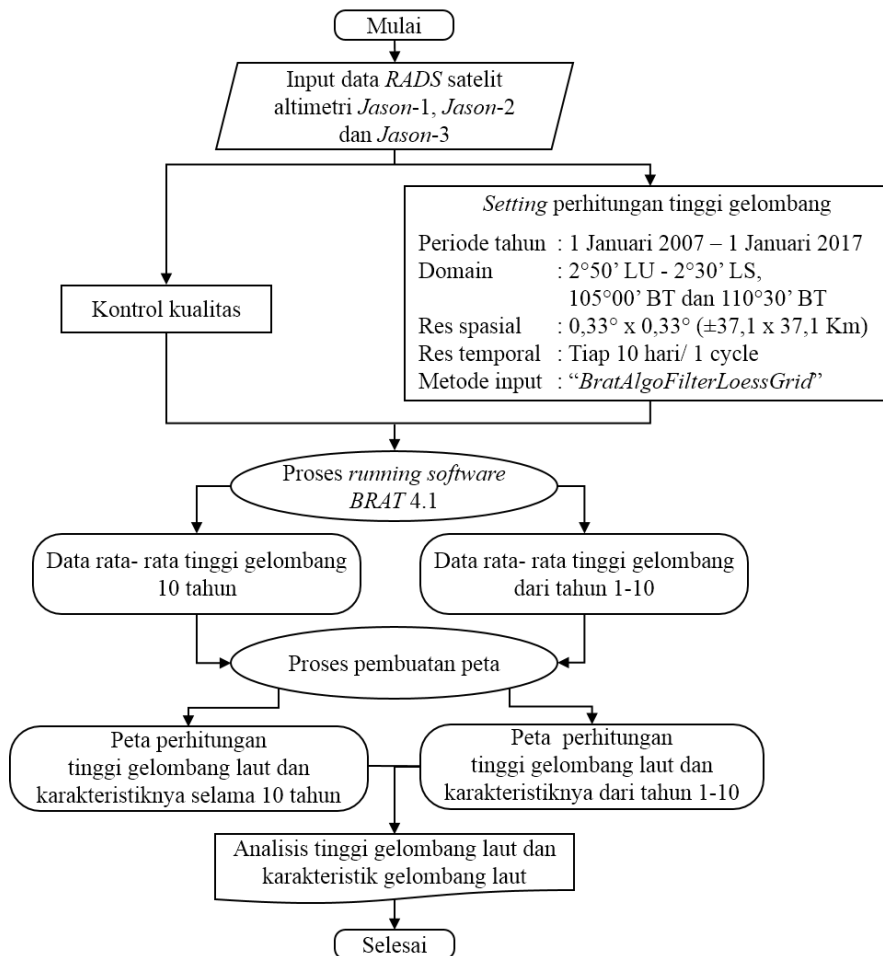 Mulai
Input data RADS satelit
altimetri Jason-1, Jason-2
dan Jason-3
Setting perhitungan tinggi gelombang
Periode tahun : 1 Januari 2007 – 1 Januari 2017
Domain : 2°50’ LU - 2°30’ LS,
105°00’ BT dan 110°30’ BT
Res spasial : 0,33° x 0,33° (±37,1 x 37,1 Km)
Res temporal : Tiap 10 hari/ 1 cycle
Metode input : “BratAlgoFilterLoessGrid”
Kontrol kualitas
Proses running software
BRAT 4.1
Data rata- rata tinggi gelombang
10 tahun
Data rata- rata tinggi gelombang
dari tahun 1-10
Proses pembuatan peta
Peta perhitungan
tinggi gelombang laut dan
karakteristiknya selama 10 tahun
Peta perhitungan
tinggi gelombang laut dan
karakteristiknya dari tahun 1-10
Analisis tinggi gelombang laut dan
karakteristik gelombang laut
Selesai